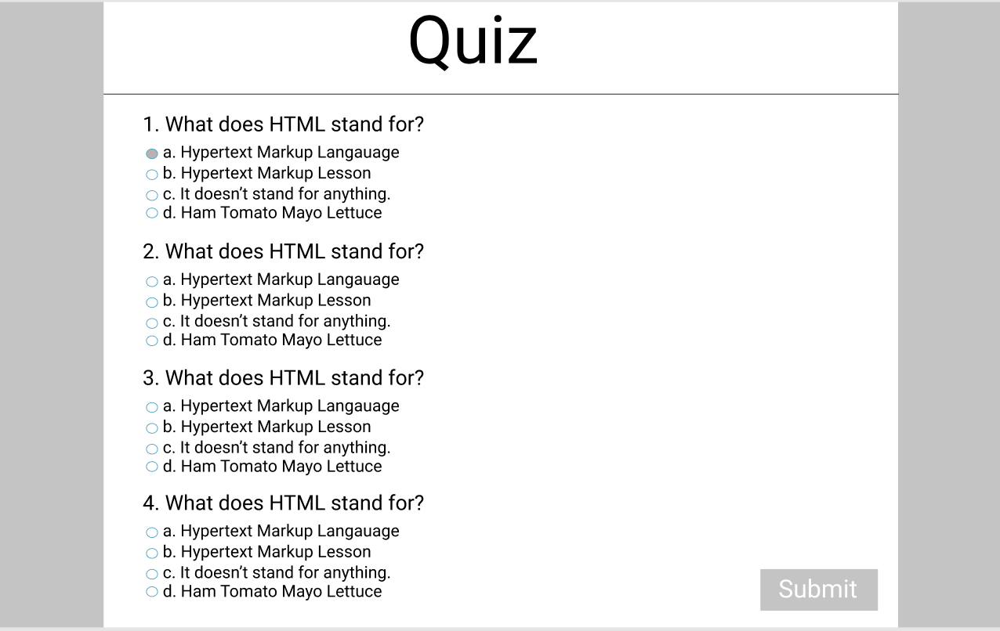 Quiz
1. What does HTML stand for?
a. Hypertext Markup Langauage
b. Hypertext Markup Lesson
c. It doesn’t stand for anything.
d. Ham Tomato Mayo Lettuce
2. What does HTML stand for?
a. Hypertext Markup Langauage
b. Hypertext Markup Lesson
c. It doesn’t stand for anything.
d. Ham Tomato Mayo Lettuce
3. What does HTML stand for?
a. Hypertext Markup Langauage
b. Hypertext Markup Lesson
c. It doesn’t stand for anything.
d. Ham Tomato Mayo Lettuce
4. What does HTML stand for?
a. Hypertext Markup Langauage
b. Hypertext Markup Lesson
c. It doesn’t stand for anything.
d. Ham Tomato Mayo Lettuce
Submit